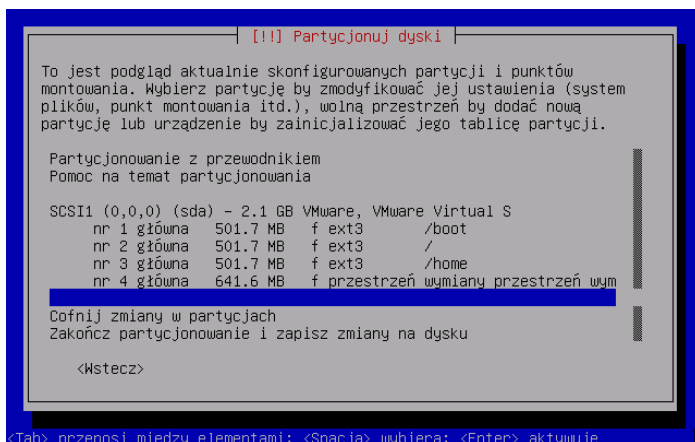 [!!] Partycjonuj dyski
To jest podgląd aktualnie skonfigurowanych partycji i punktów
montowania. Wybierz partycję by zmodyfikować jej ustawienia (system
plików, punkt montowania itd.), wolną przestrzeń by dodać nową
partycję lub urządzenie by zainicjalizować jego tablicę partycji.
Partycjonowanie z przewodnikiem
Pomoc na temat partycjonowania
SCSI1 (0,0,0) (sda) - 2.1 GB VMware, VMware Virtual S
nr 1 główna 501.7 MB f ext3 /boot
nr 2 główna 501.7 MB f ext3 /
nr 3 główna 501.7 MB f ext3 /home
nr 4 główna 641.6 MB f przestrzeń wymiany przestrzeń wym
Cofnij zmiany w partycjach
Zakończ partycjonowanie i zapisz zmiany na dysku
<Wstecz>
<Tab> przenosi między elementami; <Spacja> wybiera; <Enter> aktywuje